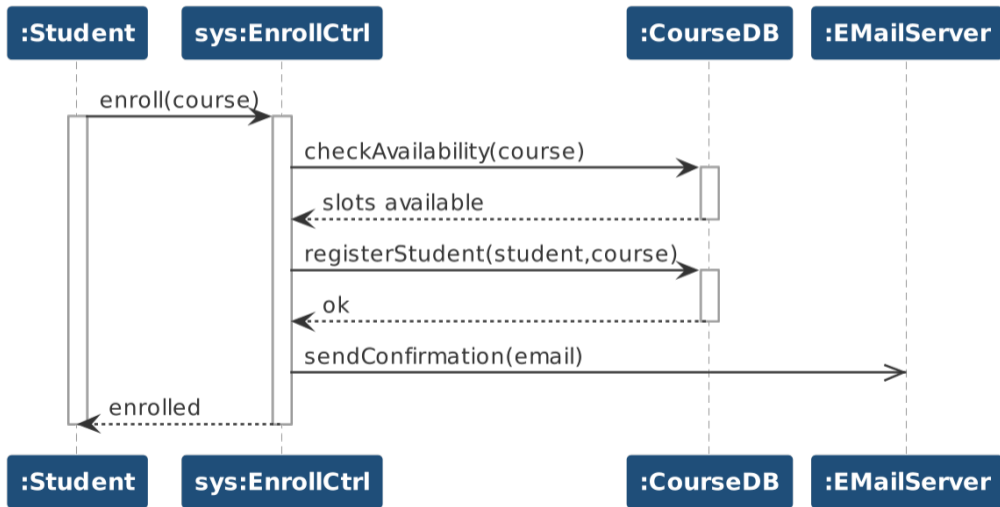 :Student sys:EnrollCtrl :CourseDB :EMailServer
enroll(course)
checkAvailability(course)
slots available
registerStudent(student,course)
ok
sendConfirmation(email)
enrolled
:Student sys:EnrollCtrl :CourseDB :EMailServer